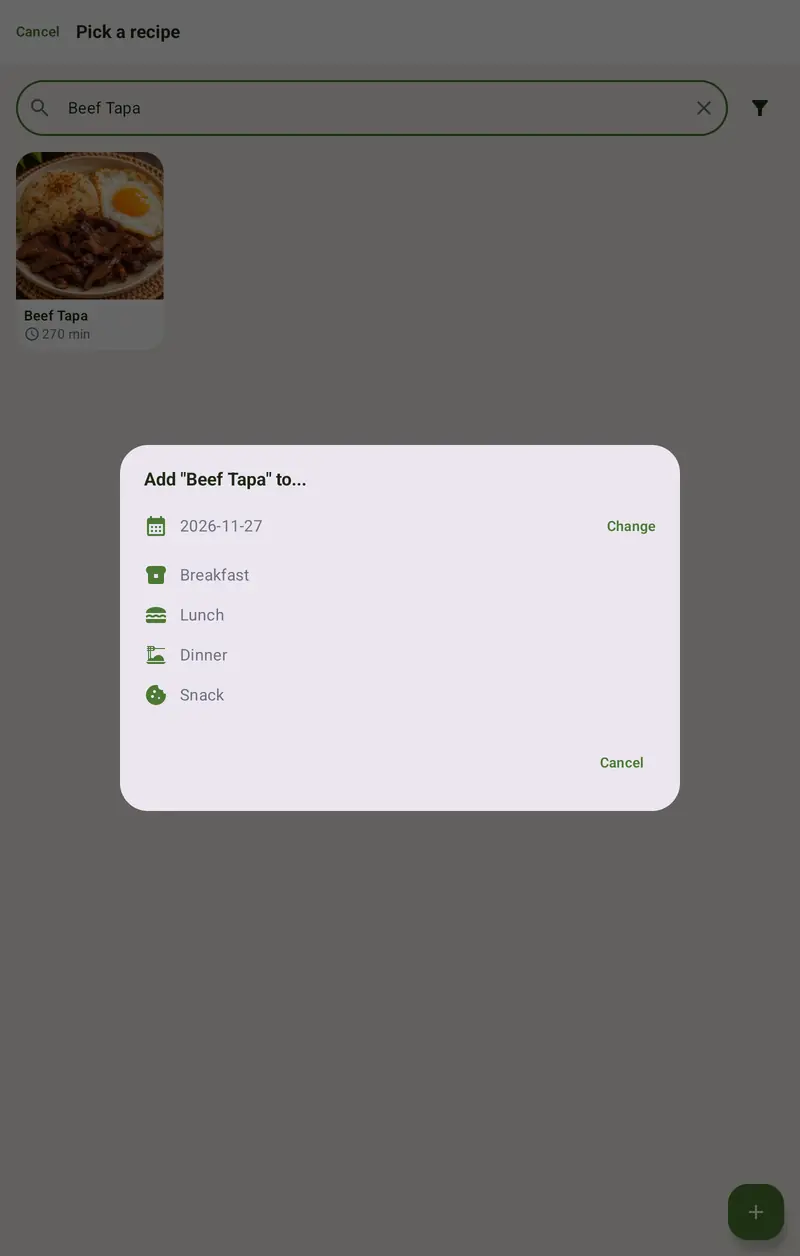 Cancel Pick a recipe
Beef Tapa
Beef Tapa
270 min
Add "Beef Tapa" to...
2026-11-27 Change
Breakfast
Lunch
Dinner
Snack
Cancel